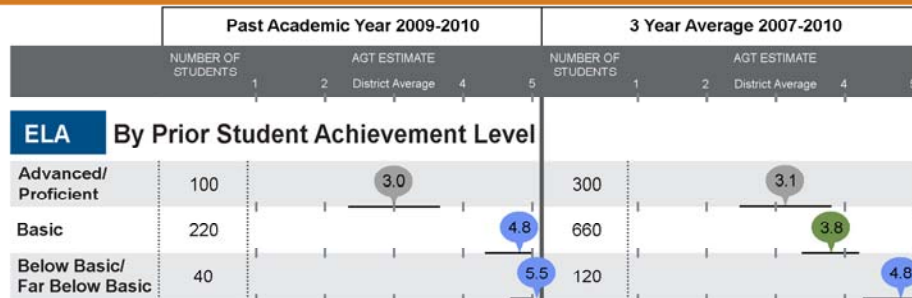 Past Academic Year 2009-2010 3 Year Average 2007-2010
NUMBER OF STUDENTS AGT ESTIMATE NUMBER OF STUDENTS AGT ESTIMATE
1 2 District Average 4 5 1 2 District Average 4
ELA By Prior Student Achievement Level
Advanced/
Proficient 100 3.0 300 3.1
Basic 220 4.8 660 3.8
Below Basic/
Far Below Basic 40 5.5 120 4.8